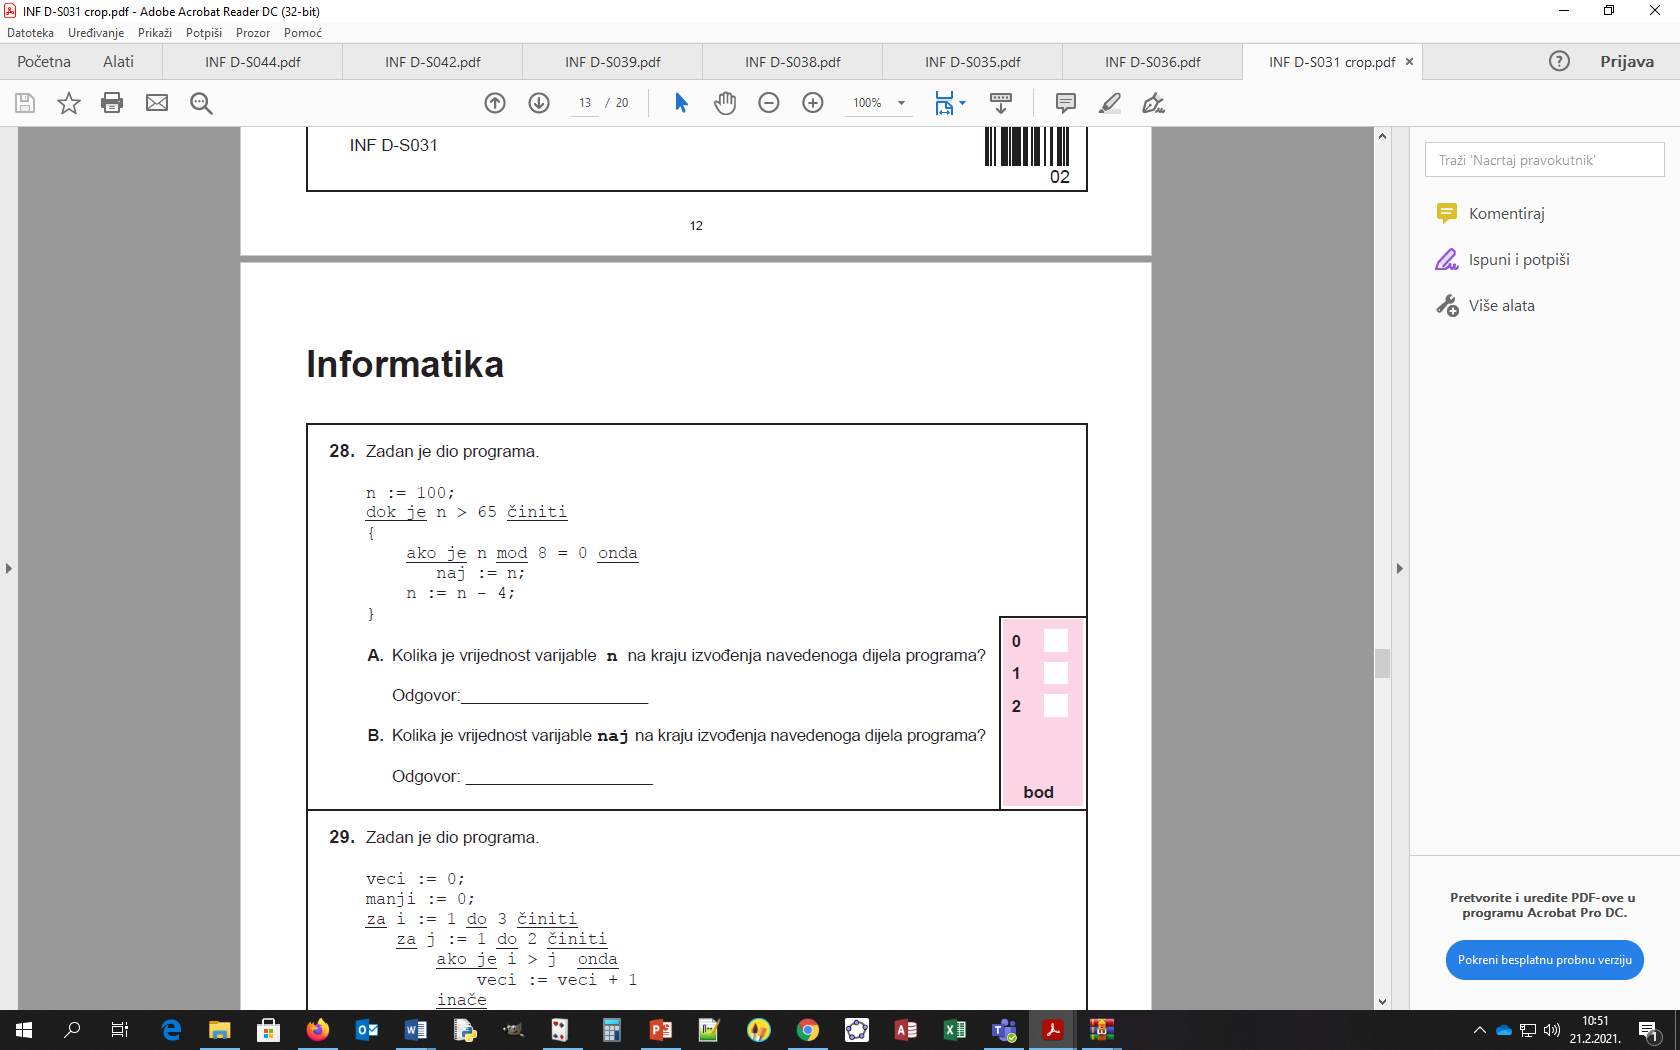 INF D-S031 crop.pdf - Adobe Acrobat Reader DC (32-bit)
Datoteka Uređivanje Prikaži Potpiši Prozor Pomoć
Početna Alati INF D-S044.pdf INF D-S042.pdf INF D-S039.pdf INF D-S038.pdf INF D-S035.pdf INF D-S036.pdf INF D-S031 crop.pdf × ? Prijava
13 / 20 100%
INF D-S031
02
12
Informatika
28. Zadan je dio programa.
n := 100;
dok je n > 65 činiti
{
ako je n mod 8 = 0 onda
naj := n;
n := n - 4;
}
A. Kolika je vrijednost varijable n na kraju izvođenja navedenoga dijela programa?
Odgovor:____________________
B. Kolika je vrijednost varijable naj na kraju izvođenja navedenoga dijela programa?
Odgovor: ____________________
0
1
2
bod
29. Zadan je dio programa.
veci := 0;
manji := 0;
za i := 1 do 3 činiti
za j := 1 do 2 činiti
ako je i > j onda
veci := veci + 1
inače
Traži 'Nacrtaj pravokutnik'
Komentiraj
Ispuni i potpiši
Više alata
Pretvorite i uredite PDF-ove u
programu Acrobat Pro DC.
Pokreni besplatnu probnu verziju
10:51
21.2.2021.
1